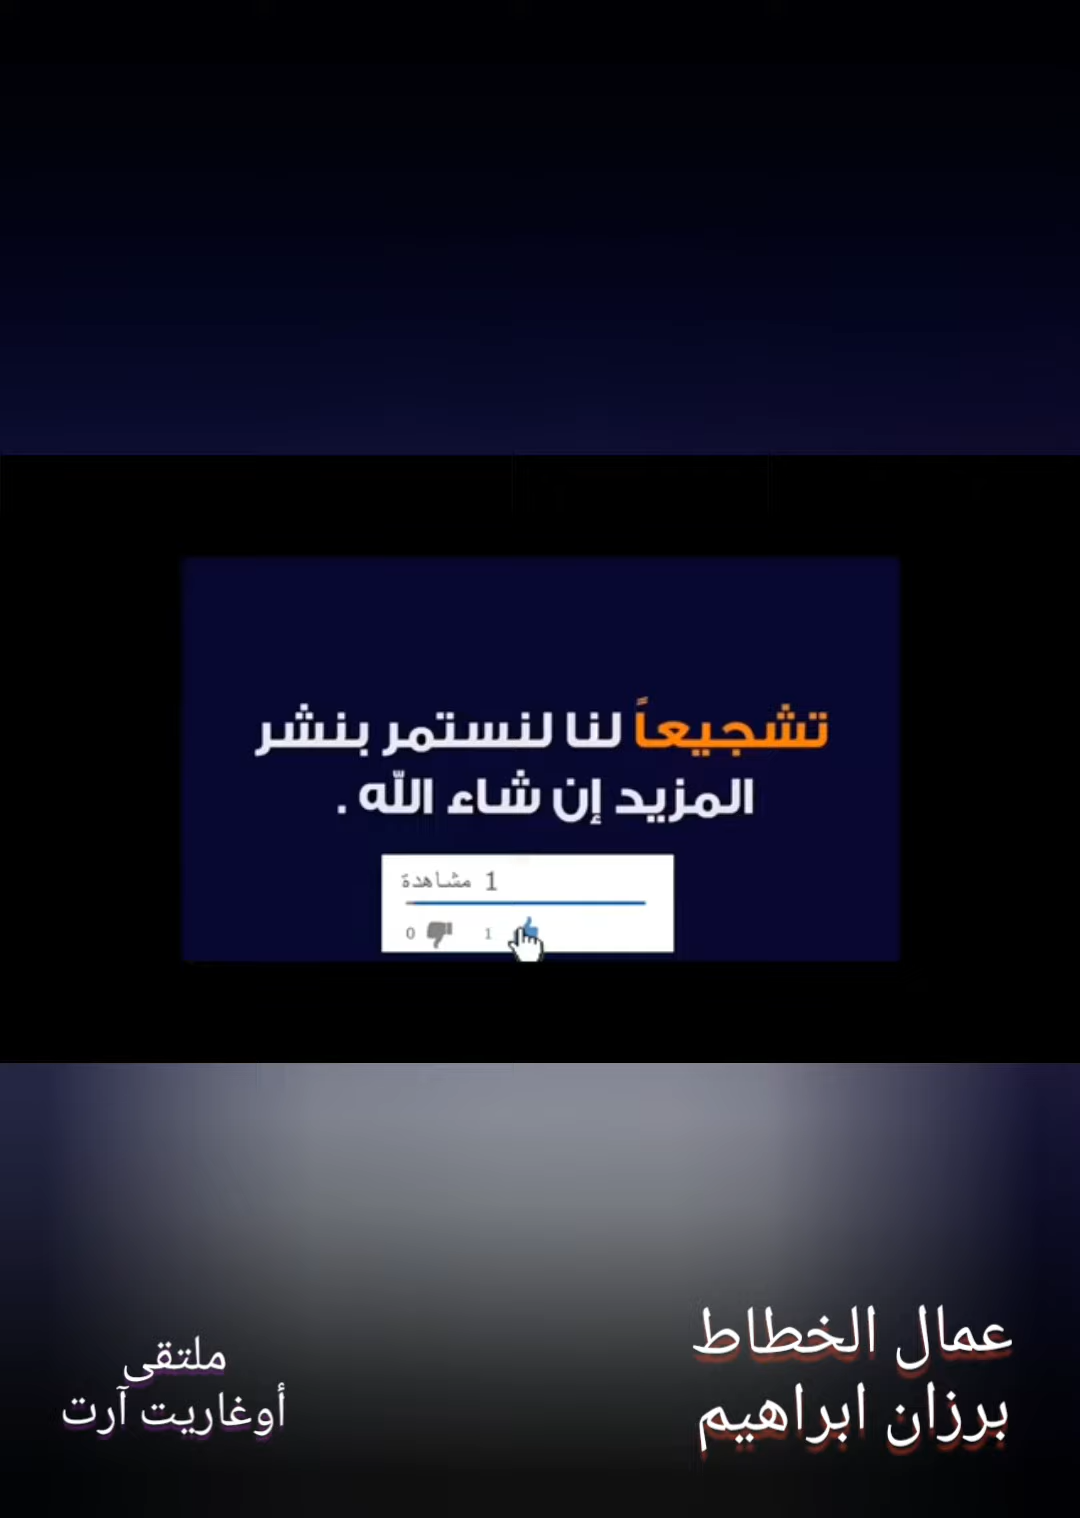 تشجيعاً لنا لنستمر بنشر
المزيد إن شاء الله .
1 مشاهدة
0 1
عمال الخطاط
برزان ابراهيم
ملتقى
أوغاريت آرت